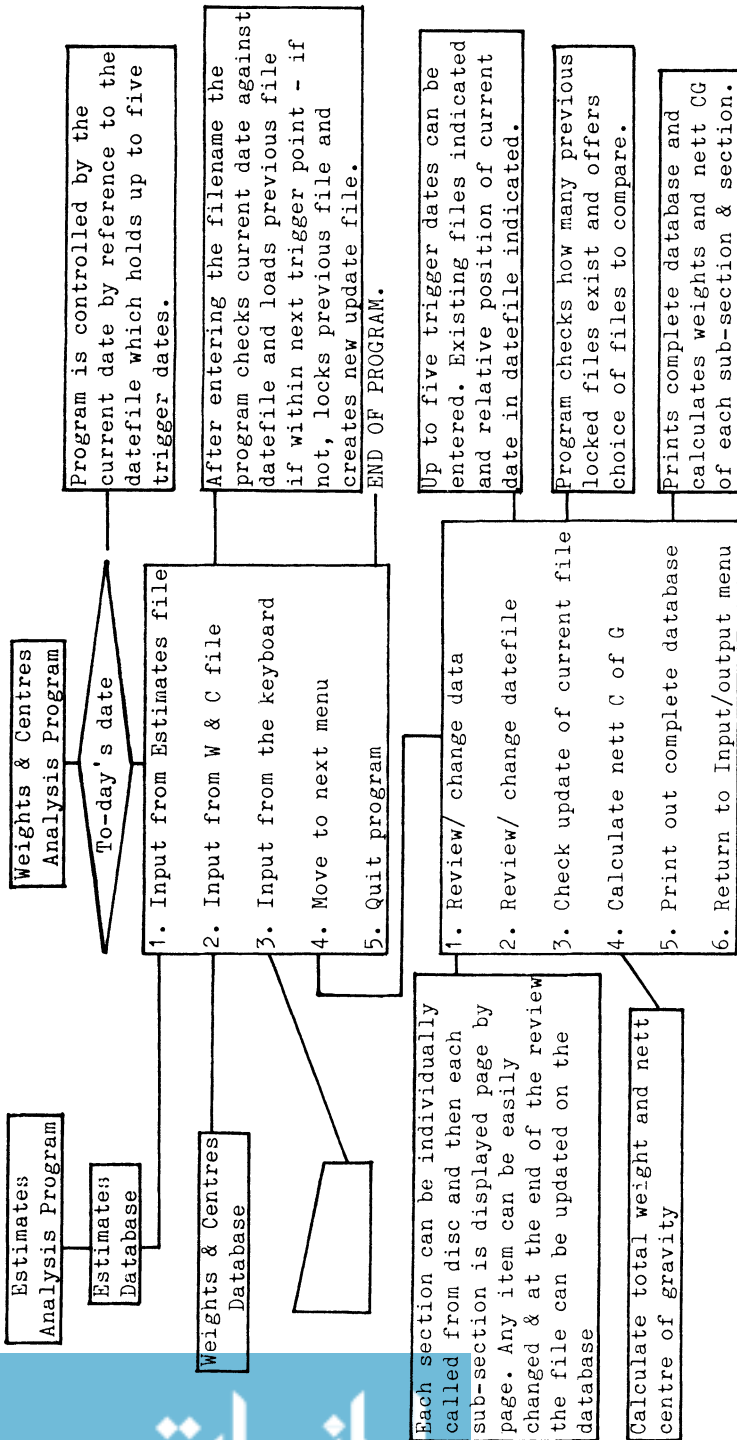 Weights & Centres
Analysis Program
To-day's date
Program is controlled by the
current date by reference to the
datefile which holds up to five
trigger dates.
Estimates
Analysis Program
Estimates
Database
Weights & Centres
Database
1. Input from Estimates file
2. Input from W & C file
3. Input from the keyboard
4. Move to next menu
5. Quit program
After entering the filename the
program checks current date against
datefile and loads previous file
if within next trigger point - if
not, locks previous file and
creates new update file.
END OF PROGRAM.
Each section can be individually
called from disc and then each
sub-section is displayed page by
page. Any item can be easily
changed & at the end of the review
the file can be updated on the
database
Calculate total weight and nett
centre of gravity
1. Review/ change data
2. Review/ change datefile
3. Check update of current file
4. Calculate nett C of G
5. Print out complete database
6. Return to Input/output menu
Up to five trigger dates can be
entered. Existing files indicated
and relative position of current
date in datefile indicated.
Program checks how many previous
locked files exist and offers
choice of files to compare.
Prints complete database and
calculates weights and nett CG
of each sub-section & section.